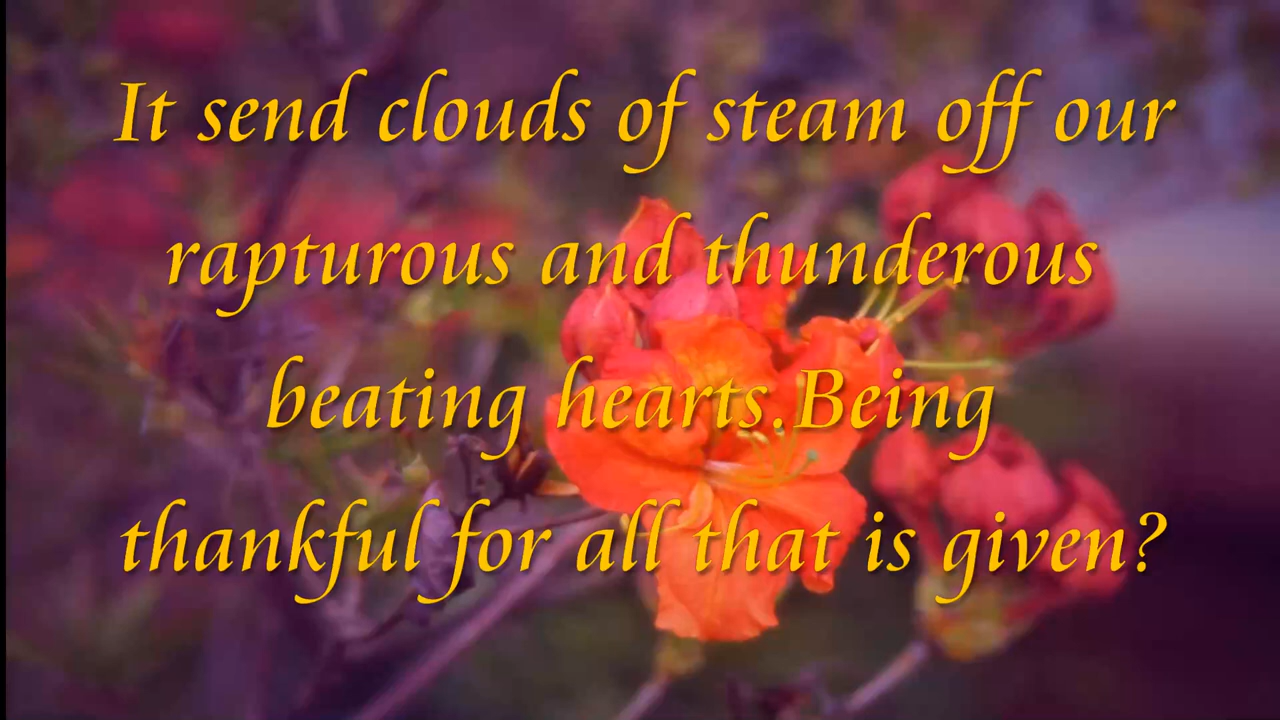 It send clouds of steam off our
rapturous and thunderous
beating hearts.Being
thankful for all that is given?